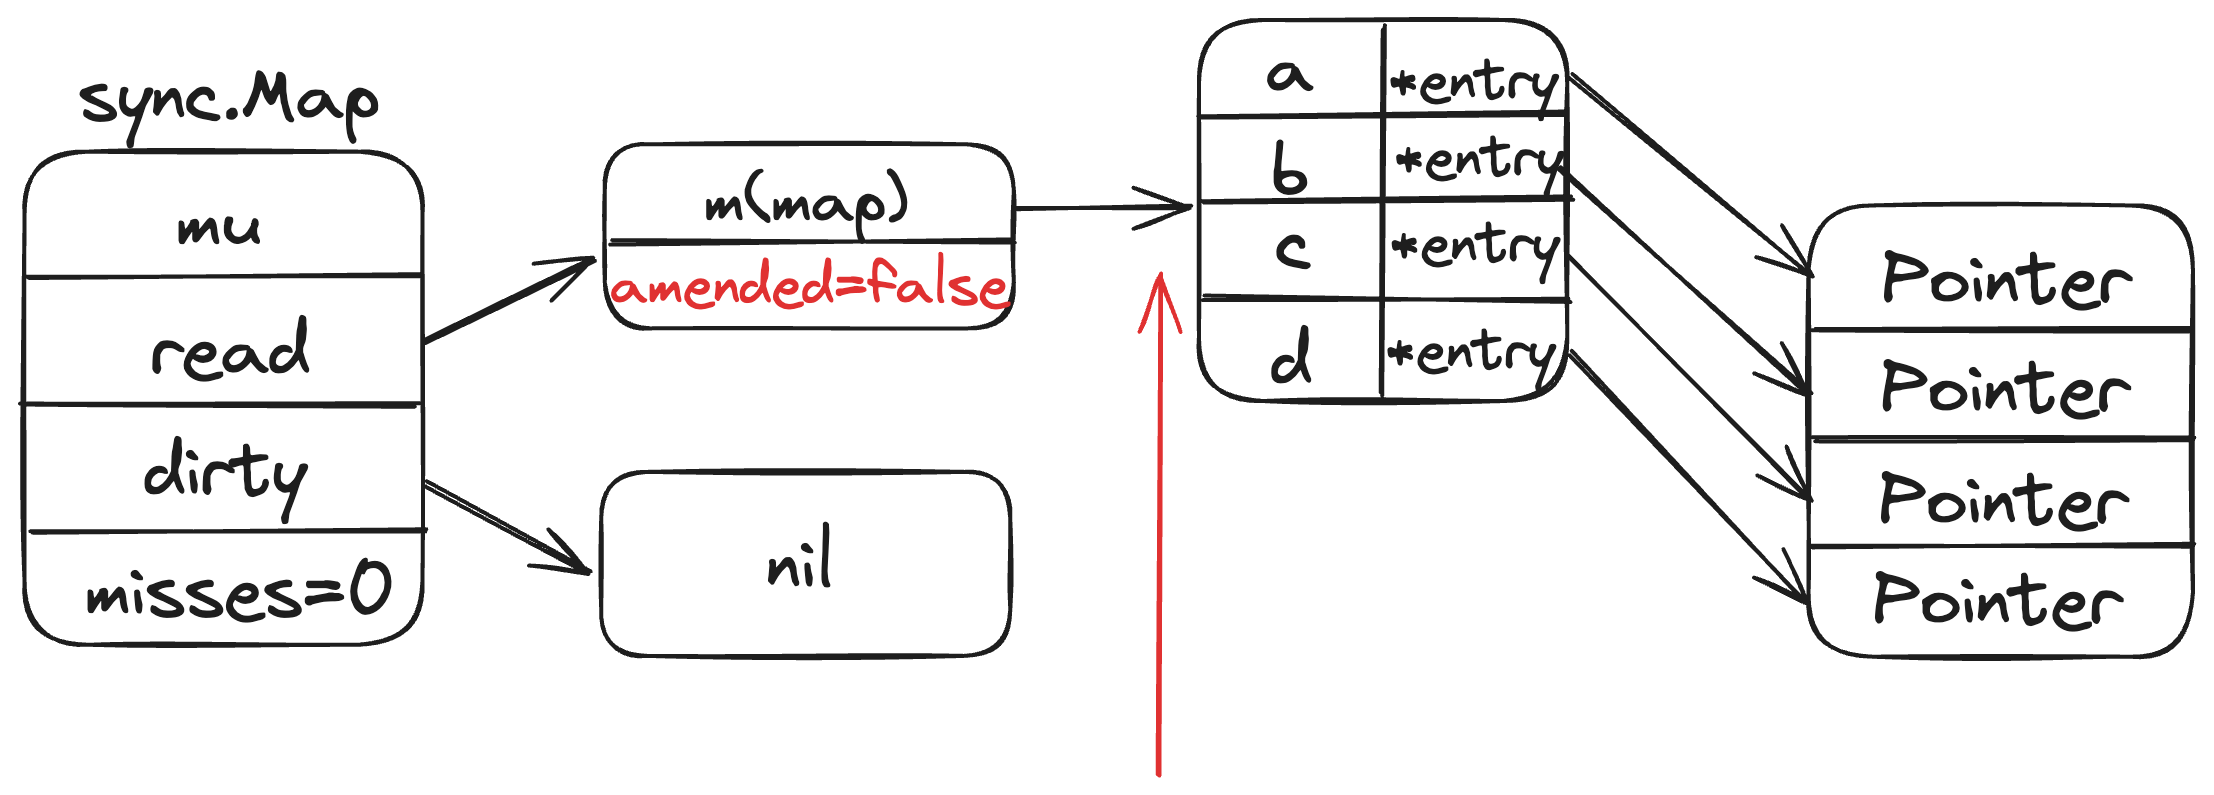 sync.Map
mu
read
dirty
misses=0
m(map)
amended=false
nil
a *entry
b *entry
c *entry
d *entry
Pointer
Pointer
Pointer
Pointer